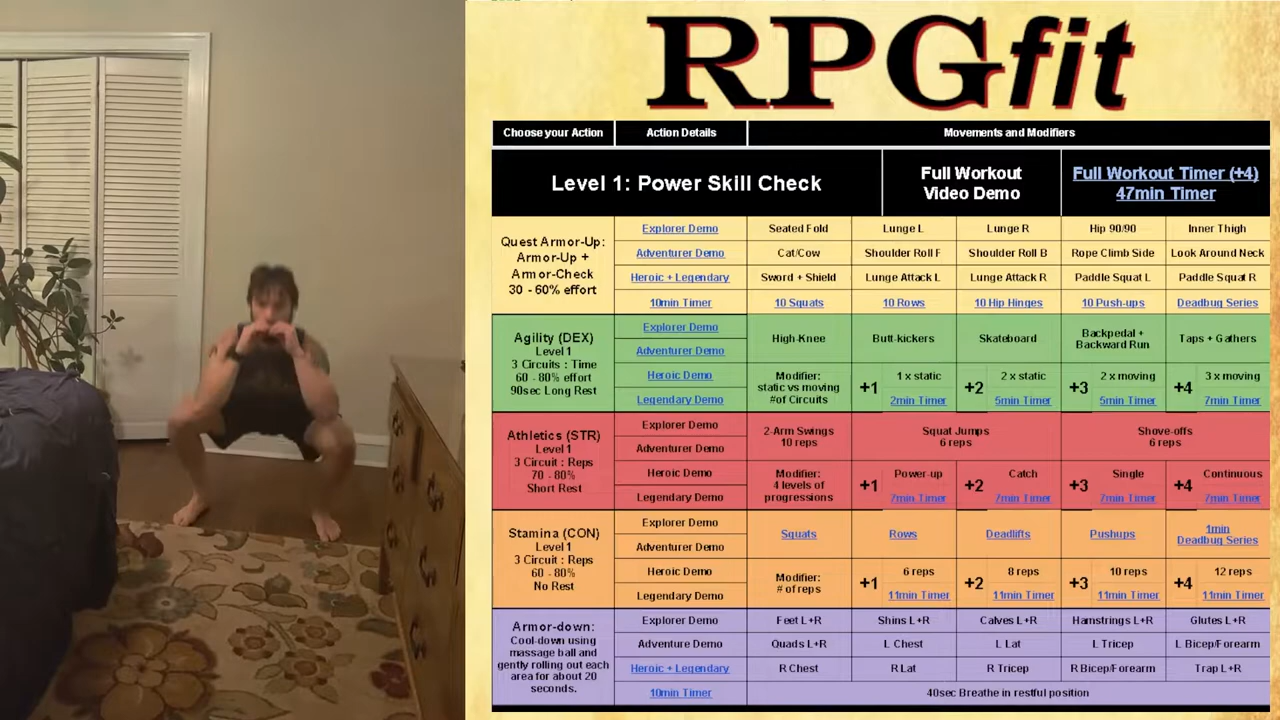 RPGfit
Choose your Action Action Details Movements and Modifiers
Level 1: Power Skill Check
Full Workout
Video Demo
Full Workout Timer (+4)
47min Timer
Quest Armor-Up:
Armor-Up +
Armor-Check
30 - 60% effort
Explorer Demo Seated Fold Lunge L Lunge R Hip 90/90 Inner Thigh
Adventurer Demo Cat/Cow Shoulder Roll F Shoulder Roll B Rope Climb Side Look Around Neck
Heroic + Legendary Sword + Shield Lunge Attack L Lunge Attack R Paddle Squat L Paddle Squat R
10min Timer 10 Squats 10 Rows 10 Hip Hinges 10 Push-ups Deadbug Series
Agility (DEX)
Level 1
3 Circuits : Time
60 - 80% effort
90sec Long Rest
Explorer Demo
Adventurer Demo
Heroic Demo
Legendary Demo
High-Knee Butt-kickers Skateboard
Backpedal +
Backward Run
Taps + Gathers
Modifier:
static vs moving
#of Circuits
+1 1 x static
2min Timer
+2 2 x static
5min Timer
+3 2 x moving
5min Timer
+4 3 x moving
7min Timer
Athletics (STR)
Level 1
3 Circuit : Reps
70 - 80%
Short Rest
Explorer Demo
Adventurer Demo
Heroic Demo
Legendary Demo
2-Arm Swings
10 reps
Squat Jumps
6 reps
Shove-offs
6 reps
Modifier:
4 levels of
progressions
+1 Power-up
7min Timer
+2 Catch
7min Timer
+3 Single
7min Timer
+4 Continuous
7min Timer
Stamina (CON)
Level 1
3 Circuit : Reps
60 - 80%
No Rest
Explorer Demo
Adventurer Demo
Heroic Demo
Legendary Demo
Squats Rows Deadlifts Pushups
1min
Deadbug Series
Modifier:
# of reps
+1 6 reps
11min Timer
+2 8 reps
11min Timer
+3 10 reps
11min Timer
+4 12 reps
11min Timer
Armor-down:
Cool-down using
massage ball and
gently rolling out each
area for about 20
seconds.
Explorer Demo Feet L+R Shins L+R Calves L+R Hamstrings L+R Glutes L+R
Adventure Demo Quads L+R L Chest L Lat L Tricep L Bicep/Forearm
Heroic + Legendary R Chest R Lat R Tricep R Bicep/Forearm Trap L+R
10min Timer 40sec Breathe in restful position